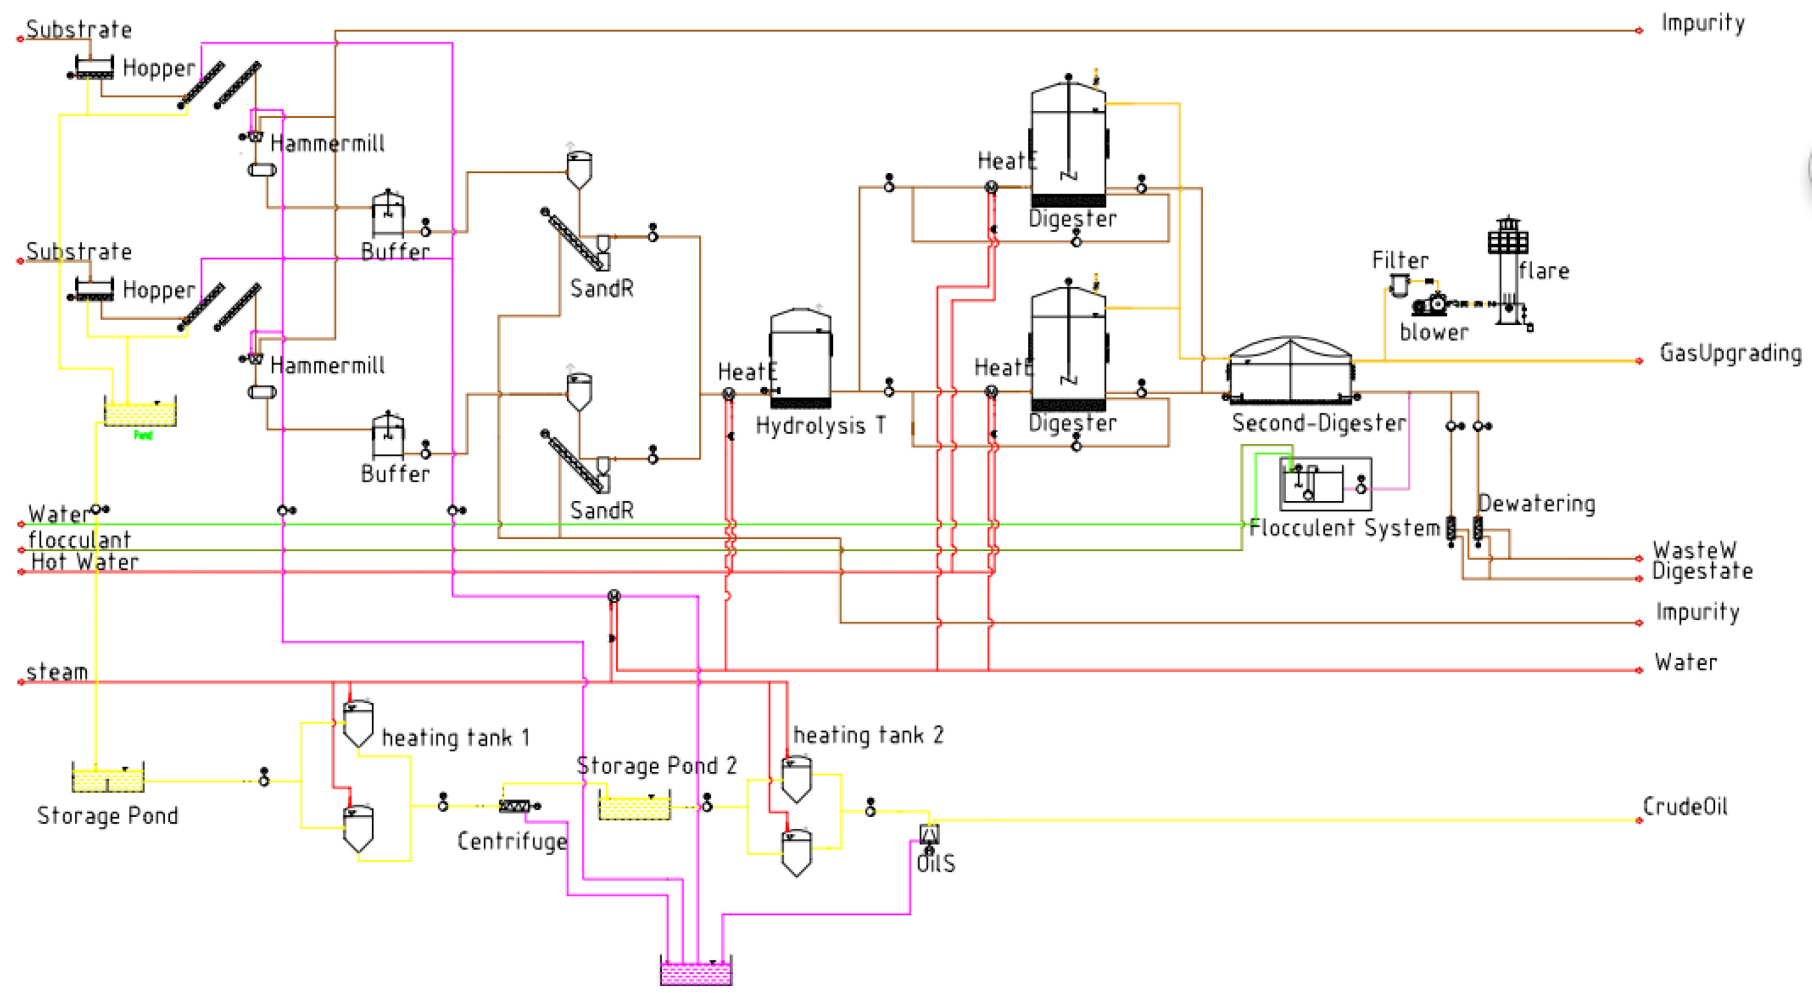 Substrate
Impurity
Hopper
Hammermill
HeatE
Digester
Substrate
Buffer
Hopper
SandR
Filter
flare
blower
GasUpgrading
Hammermill
HeatE
HeatE
Hydrolysis T
Digester
Second-Digester
Pond
Buffer
SandR
Water
Dewatering
Flocculent System
flocculant
Hot Water
WasteW
Digestate
Impurity
Water
steam
heating tank 1
heating tank 2
Storage Pond 2
Storage Pond
Centrifuge
CrudeOil
OilS